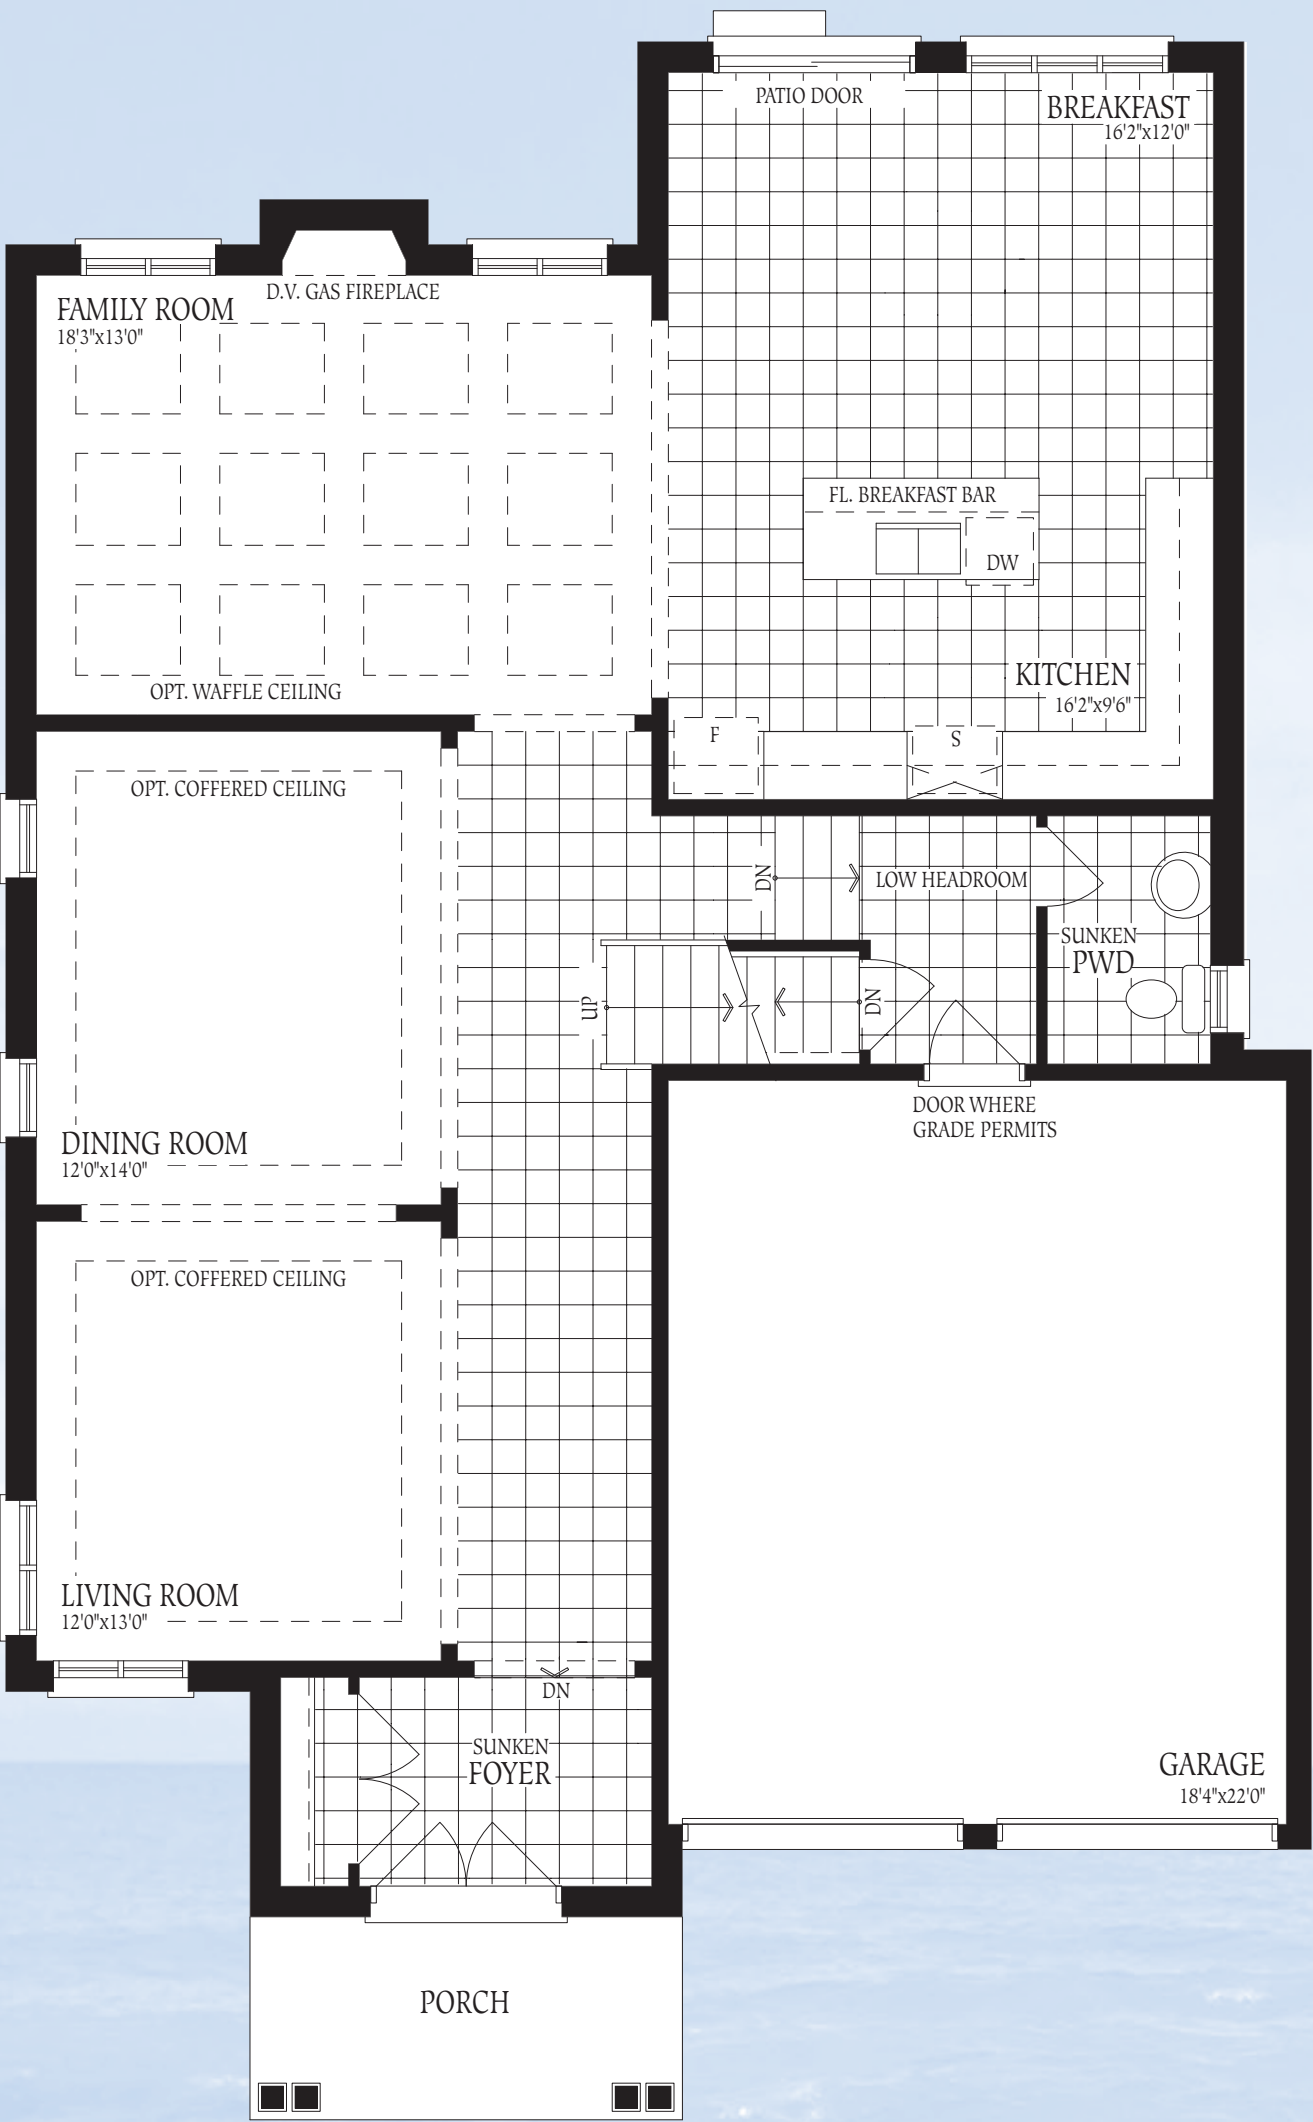 PATIO DOOR
BREAKFAST
16'2"x12'0"
D.V. GAS FIREPLACE
FAMILY ROOM
18'3"x13'0"
FL. BREAKFAST BAR
DW
KITCHEN
16'2"x9'6"
OPT. WAFFLE CEILING
F
S
OPT. COFFERED CEILING
DN
LOW HEADROOM
SUNKEN
PWD
UP
DN
DOOR WHERE
GRADE PERMITS
DINING ROOM
12'0"x14'0"
OPT. COFFERED CEILING
LIVING ROOM
12'0"x13'0"
DN
SUNKEN
FOYER
GARAGE
18'4"x22'0"
PORCH